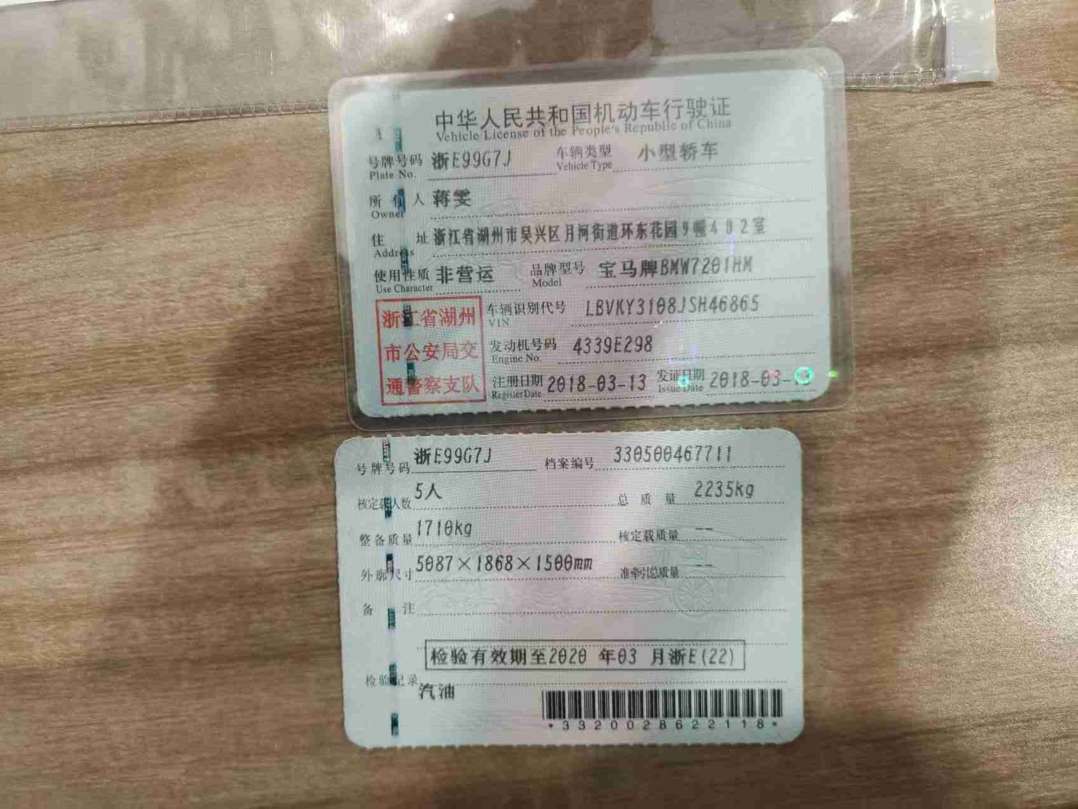 中华人民共和国机动车行驶证
Vehicle License of the People's Republic of China
号牌号码 浙E99G7J 车辆类型 小型轿车
Plate No. Vehicle Type
所有人 蒋雯
Owner
住址 浙江省湖州市吴兴区月河街道环东花园9幢402室
Address
使用性质 非营运 品牌型号 宝马牌BMW7201HM
Use Character Model
浙江省湖州
市公安局交
通警察支队
车辆识别代号 LBVKY3108JSH46865
VIN
发动机号码 4339E298
Engine No.
注册日期 2018-03-13 发证日期 2018-03-
Register Date Issue Date
号牌号码 浙E99G7J 档案编号 330500467711
核定载人数 5人 总质量 2235kg
整备质量 1710kg 核定载质量 --
外廓尺寸 5087×1868×1500mm 准牵引总质量 --
备注
检验有效期至2020 年03 月浙E(22)
检验记录
汽油
*3320028622118*